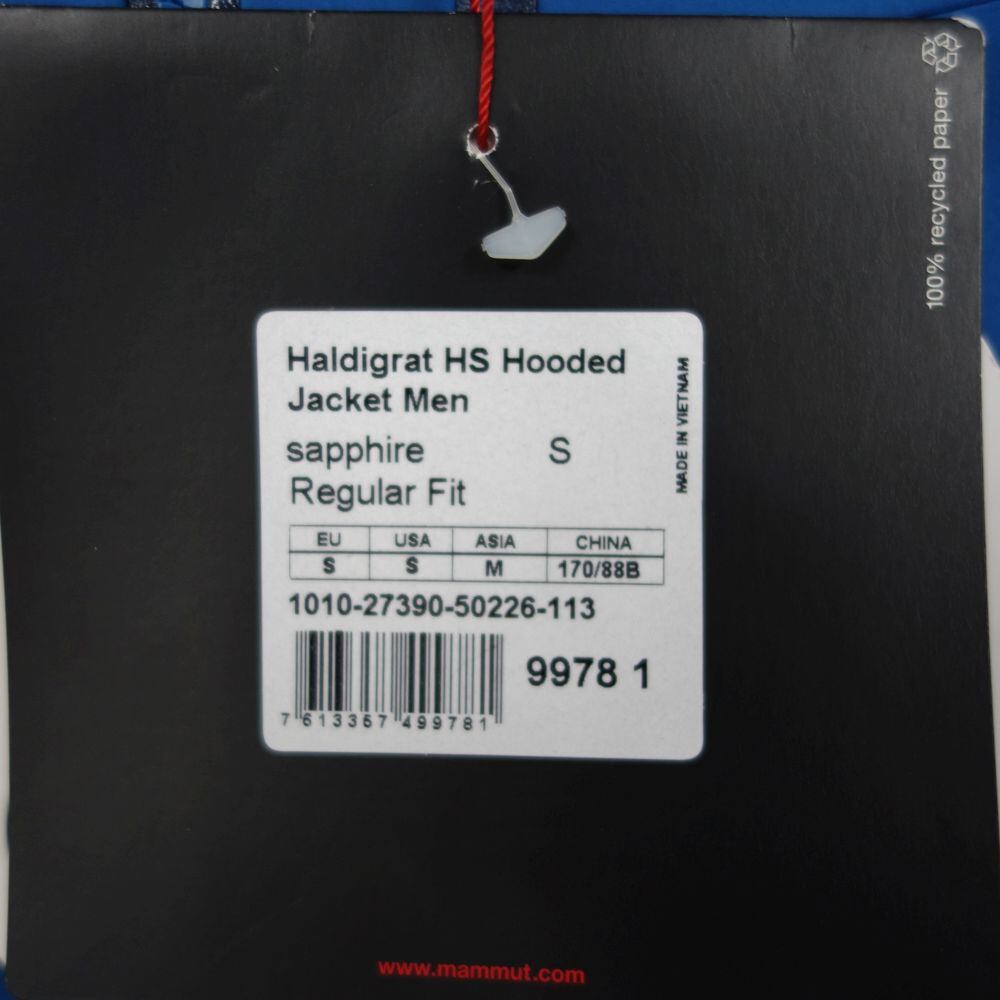 100% recycled paper
Haldigrat HS Hooded
Jacket Men
sapphire S
Regular Fit
MADE IN VIETNAM
EU USA ASIA CHINA
S S M 170/88B
1010-27390-50226-113
9978 1
7 613357 499781
www.mammut.com